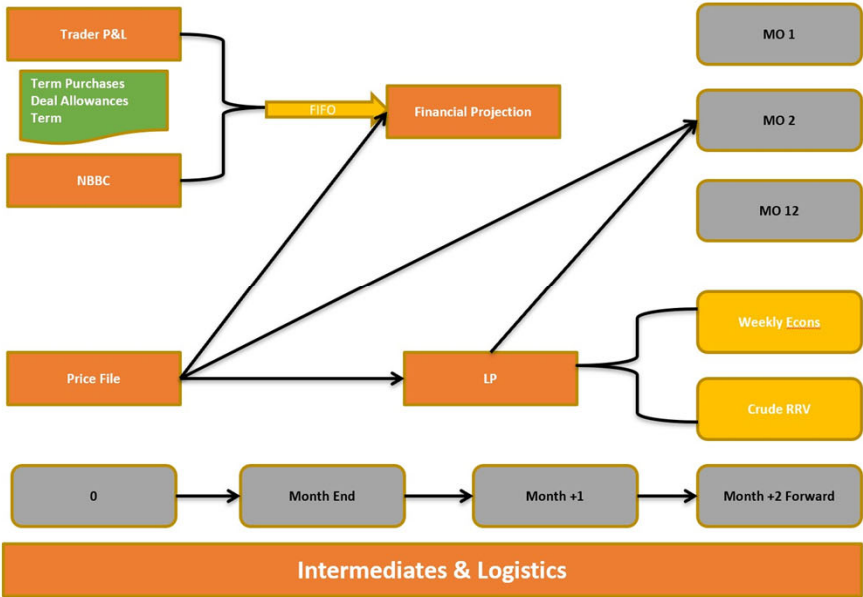 Trader P&L
Term Purchases
Deal Allowances
Term
NBBC
FIFO
Financial Projection
MO 1
MO 2
MO 12
Price File
LP
Weekly Econs
Crude RRV
0
Month End
Month +1
Month +2 Forward
Intermediates & Logistics